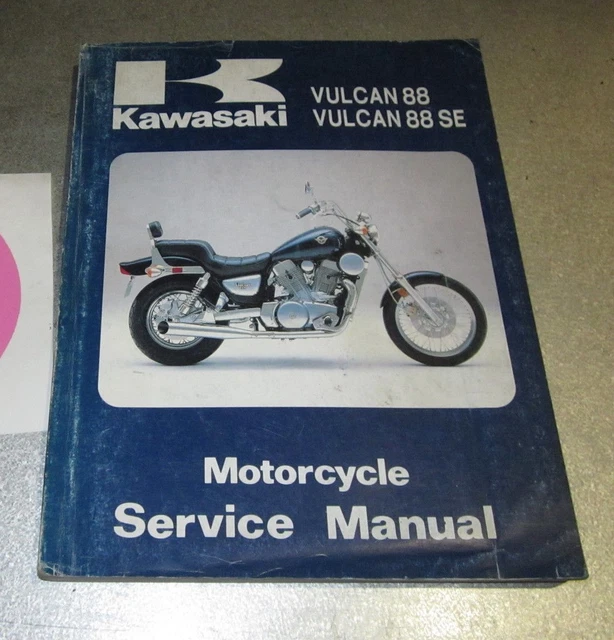 Kawasaki
VULCAN 88
VULCAN 88 SE
Motorcycle
Service Manual